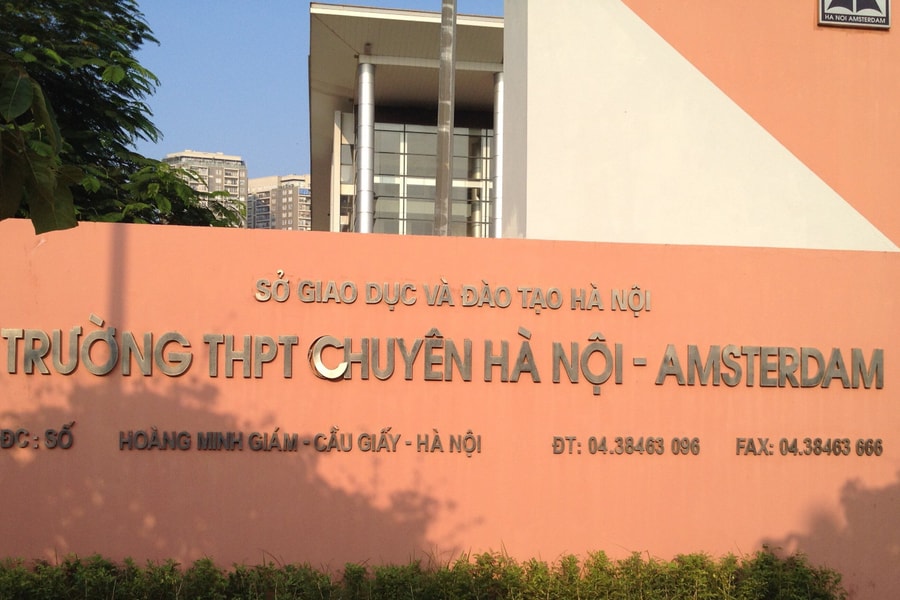 HA NOI AMSTERDAM
SỞ GIAO DỤC VÀ ĐÀO TẠO HÀ NỘI
TRƯỜNG THPT CHUYÊN HÀ NỘI - AMSTERDAM
ĐC : SỐ HOÀNG MINH GIÁM - CẦU GIẤY - HÀ NỘI ĐT: 04.38463 096 FAX: 04.38463 666